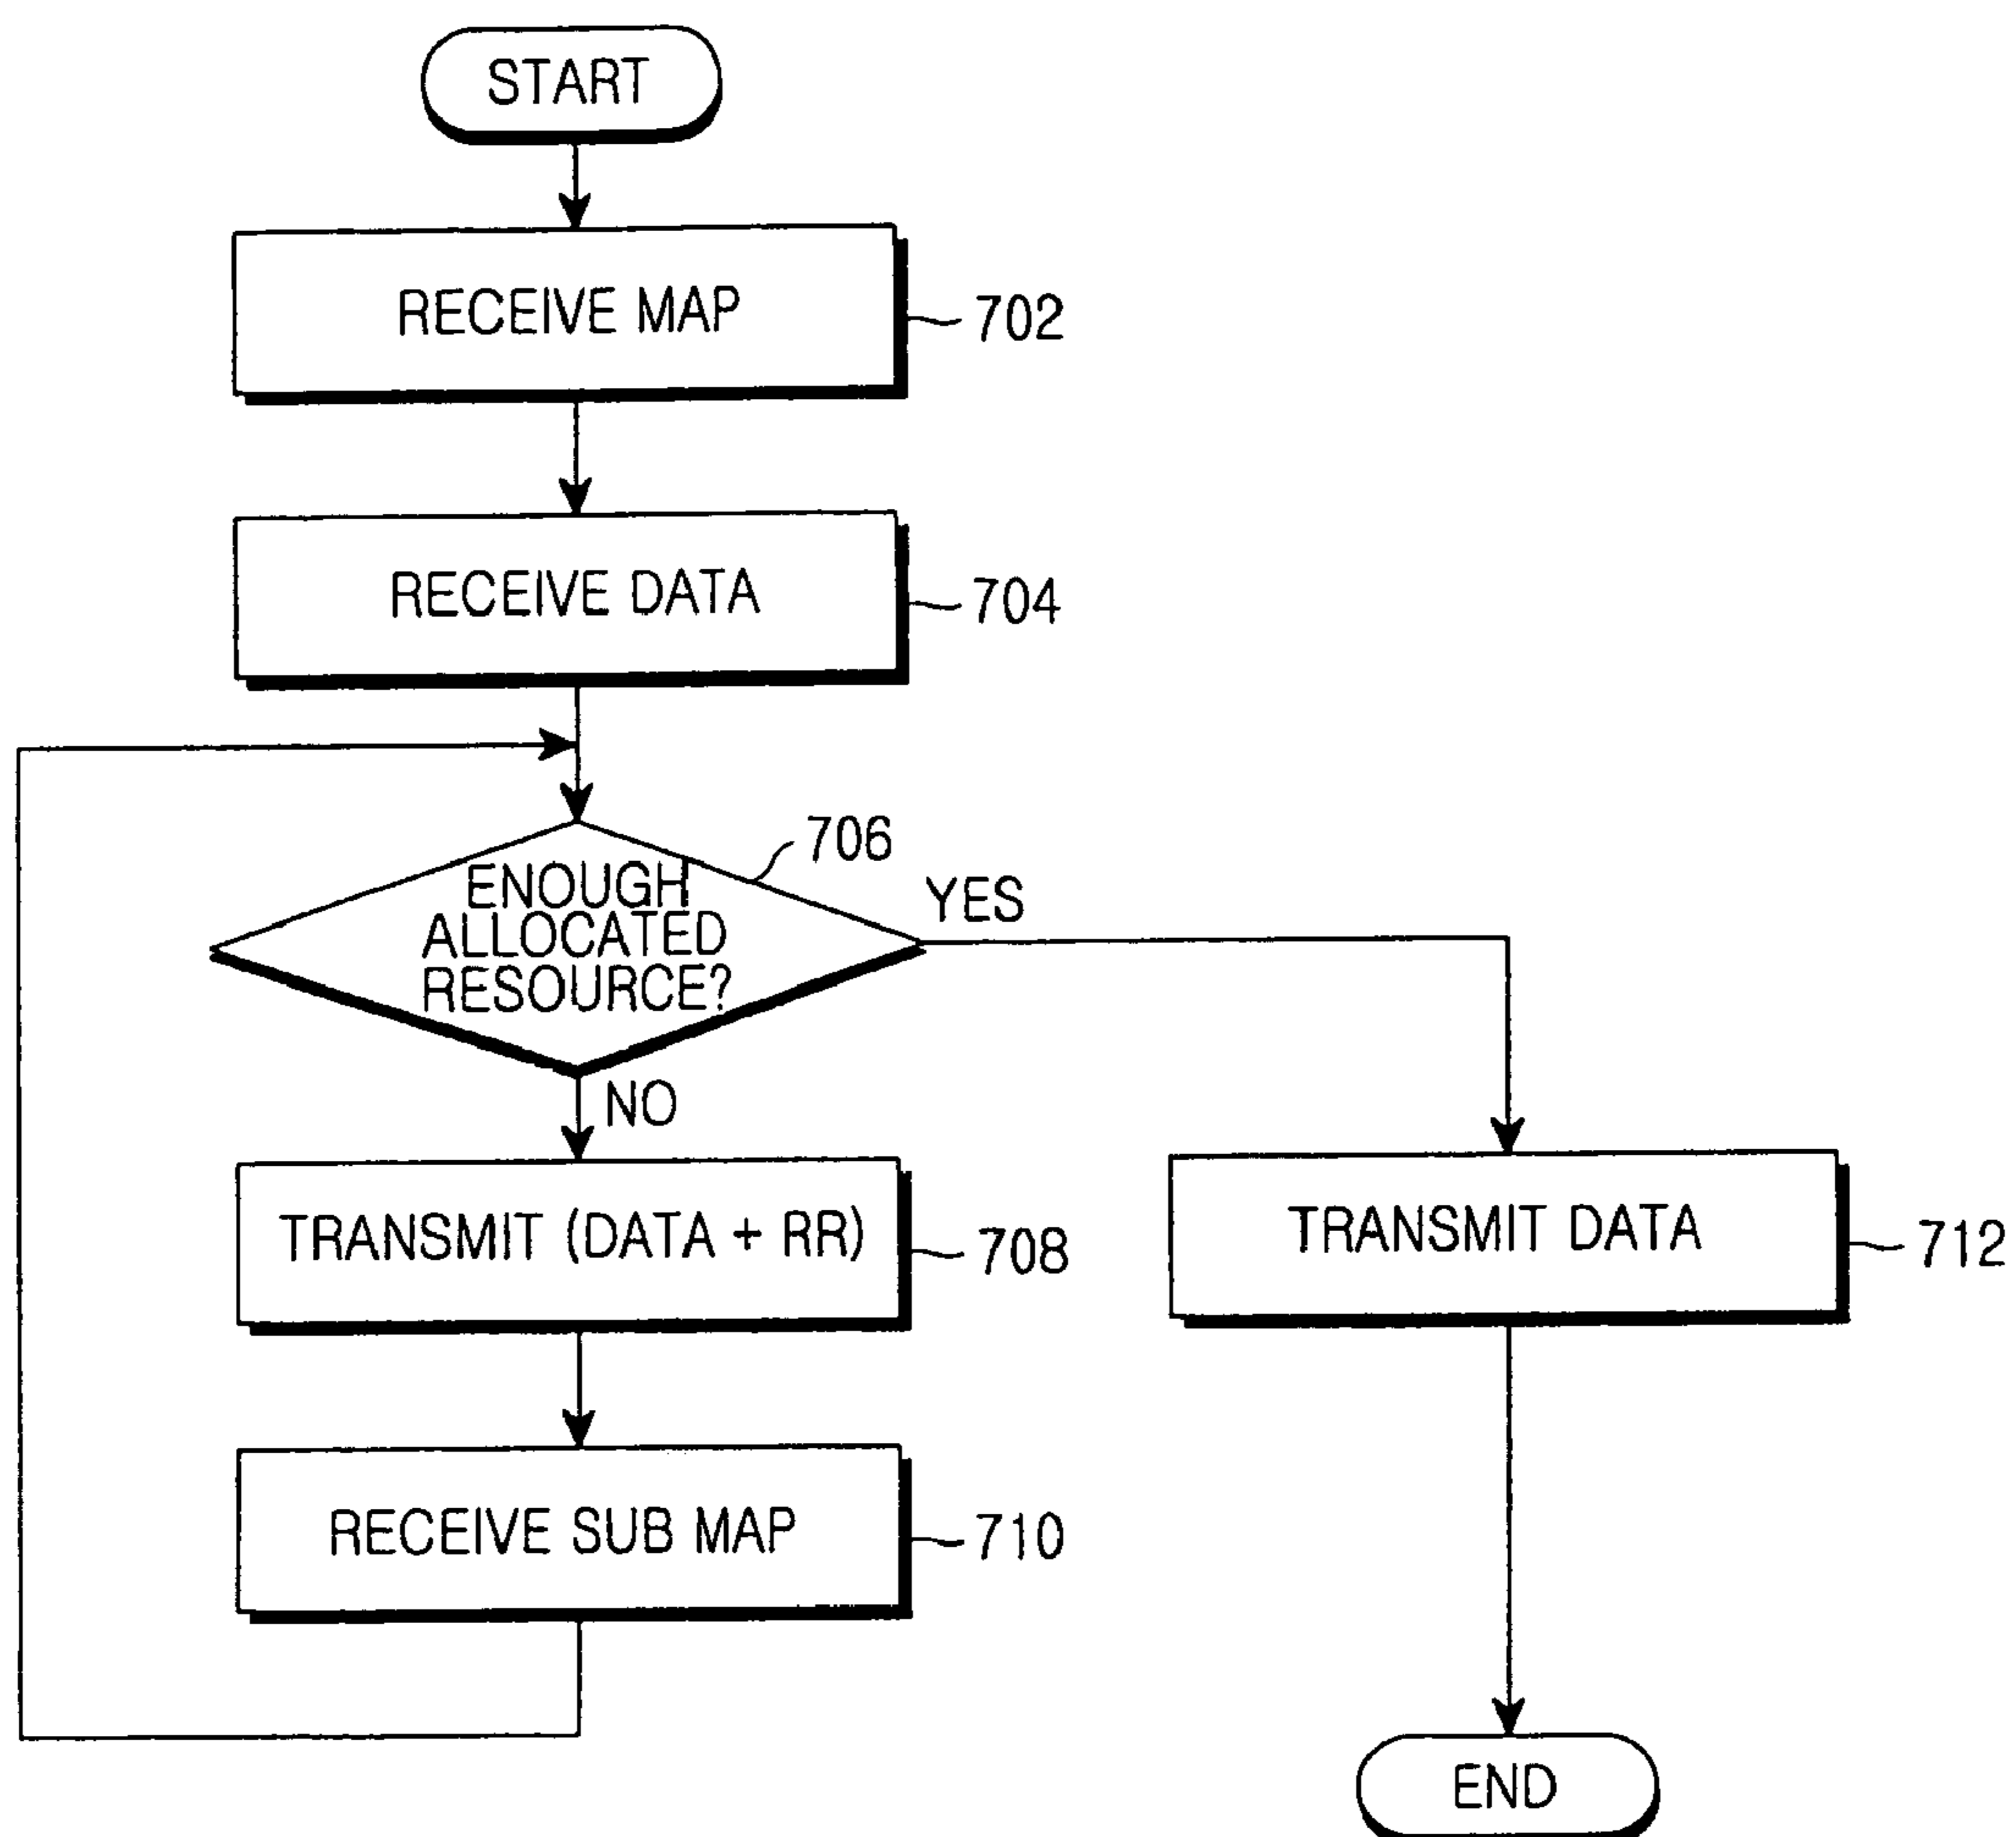 START
RECEIVE MAP
702
RECEIVE DATA
704
706
ENOUGH
ALLOCATED
RESOURCE?
YES
NO
TRANSMIT (DATA + RR)
708
TRANSMIT DATA
712
RECEIVE SUB MAP
710
END